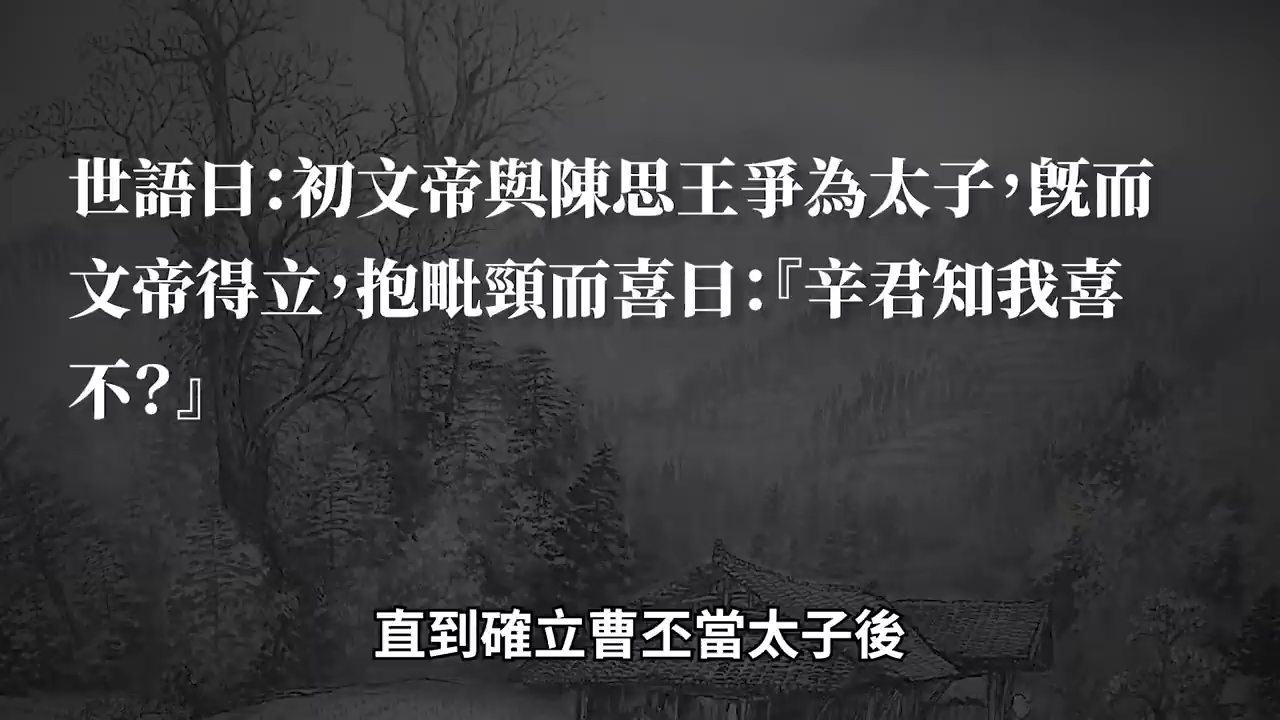 世語曰：初文帝與陳思王爭為太子，旣而
文帝得立，抱毗頸而喜曰：『辛君知我喜
不？』
直到確立曹丕當太子後